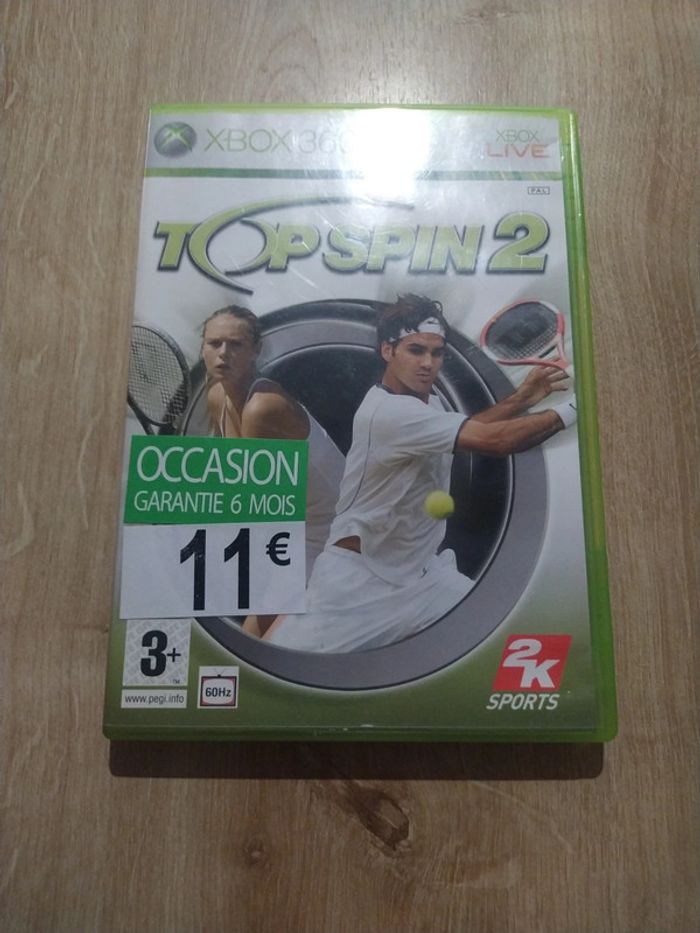 XBOX 360
XBOX
LIVE
PAL
TOPSPIN 2
OCCASION
GARANTIE 6 MOIS
11€
3+
TM
www.pegi.info
60Hz
2K
SPORTS